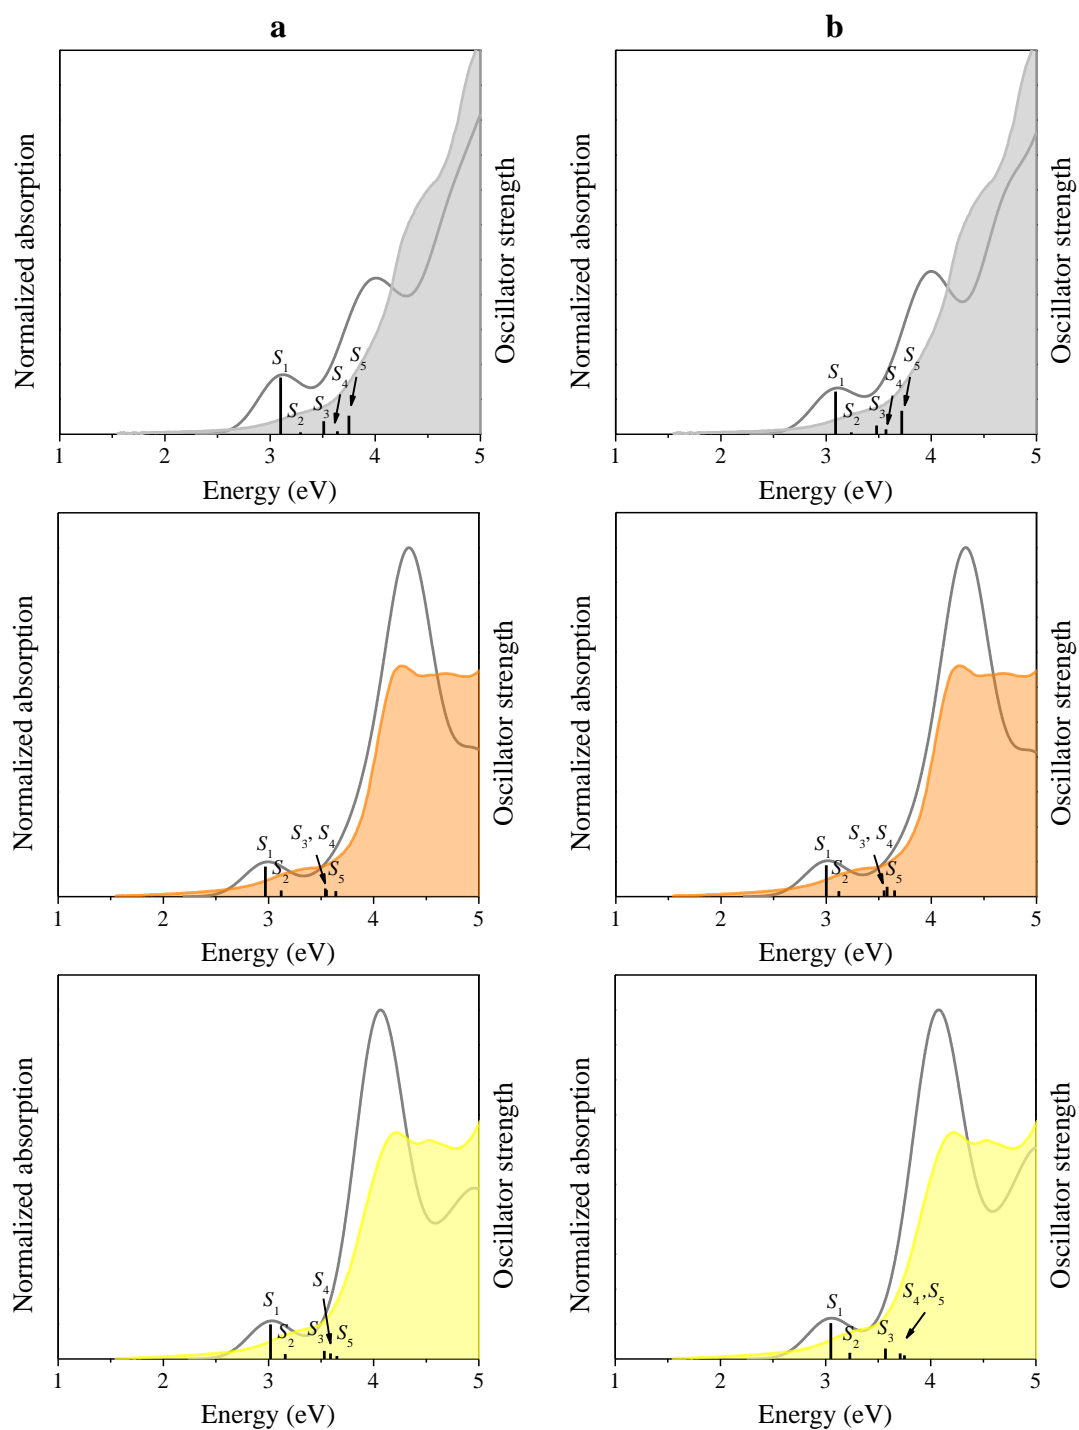 a
b
Normalized absorption
S1
S2
S3
S4
S5
Oscillator strength
1 2 3 4 5
Energy (eV)
Normalized absorption
S1
S2
S3
S4
S5
Oscillator strength
1 2 3 4 5
Energy (eV)
Normalized absorption
S1
S2
S3, S4
S5
Oscillator strength
1 2 3 4 5
Energy (eV)
Normalized absorption
S1
S2
S3, S4
S5
Oscillator strength
1 2 3 4 5
Energy (eV)
Normalized absorption
S1
S2
S3
S4
S5
Oscillator strength
1 2 3 4 5
Energy (eV)
Normalized absorption
S1
S2
S3
S4,S5
Oscillator strength
1 2 3 4 5
Energy (eV)